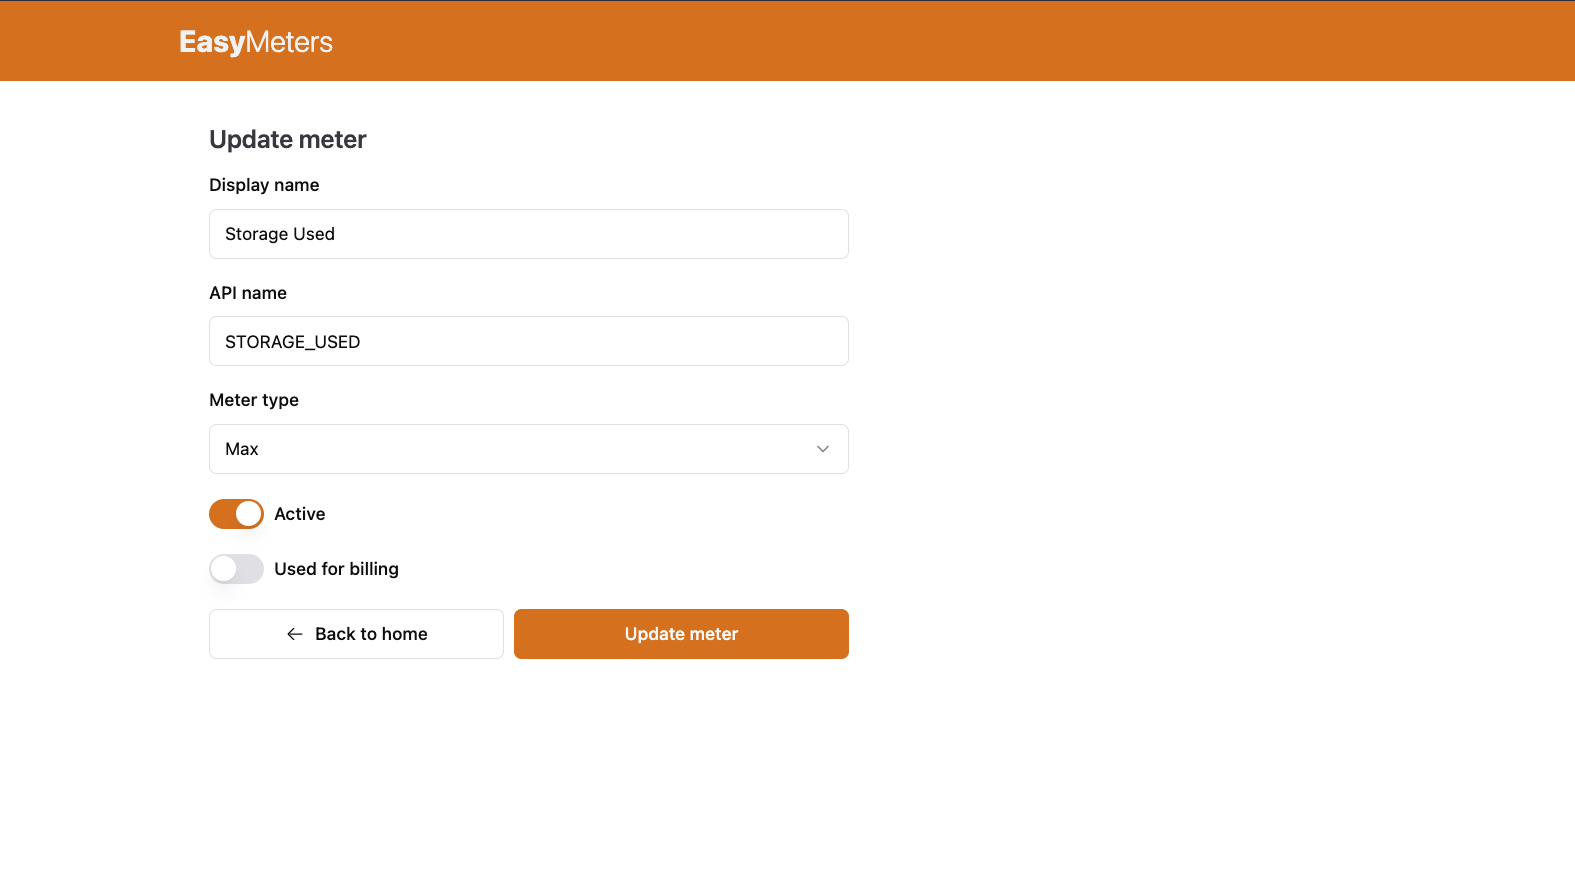 EasyMeters
Update meter
Display name
Storage Used
API name
STORAGE_USED
Meter type
Max
Active
Used for billing
Back to home
Update meter